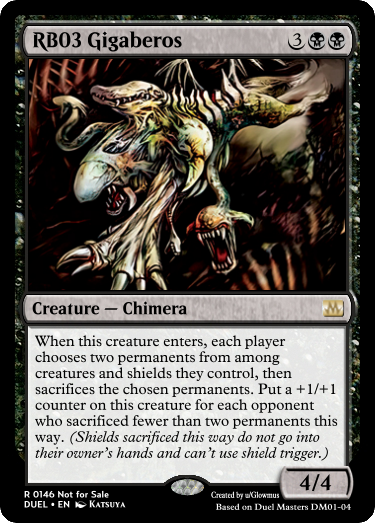 RB03 Gigaberos 3
Creature — Chimera
When this creature enters, each player
chooses two permanents from among
creatures and shields they control, then
sacrifices the chosen permanents. Put a +1/+1
counter on this creature for each opponent
who sacrificed fewer than two permanents this
way. (Shields sacrificed this way do not go into
their owner's hands and can't use shield trigger.)
4/4
R 0146 Not for Sale
DUEL • EN Katsuya
Created by u/Glowmus
Based on Duel Masters DM01-04